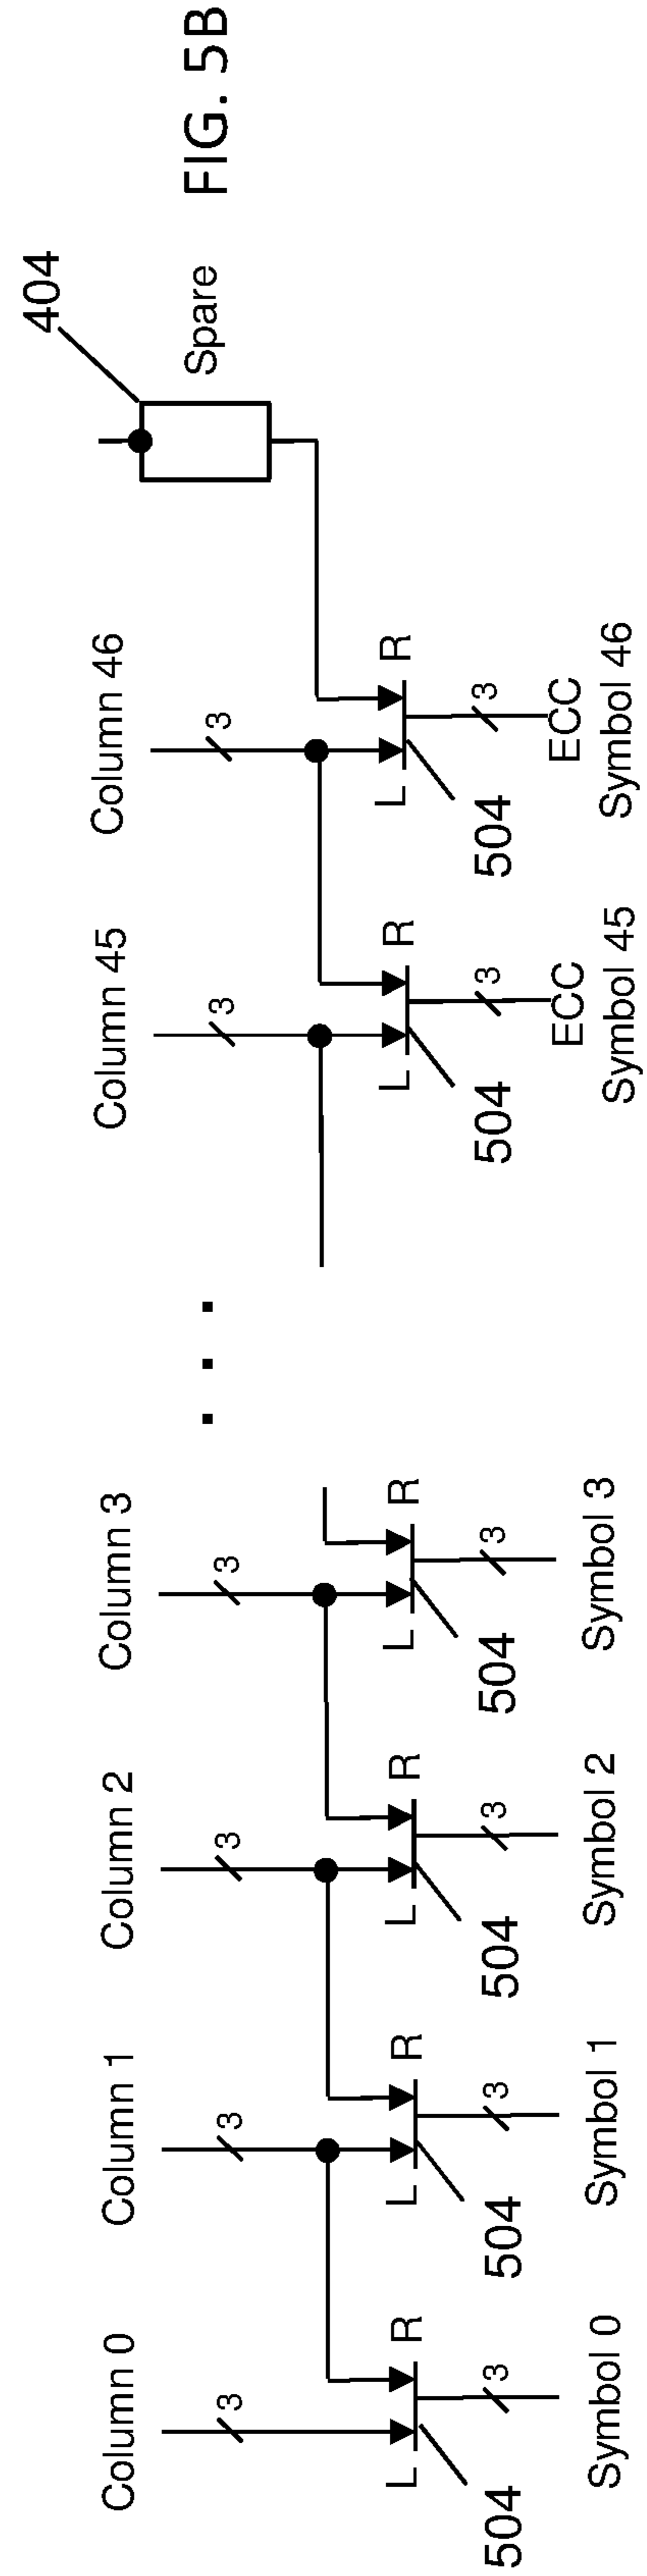 Column 0
Column 1
Column 2
Column 3
Column 45
Column 46
404
3
3
3
3
3
3
Spare
FIG. 5B
. . .
L
R
L
R
L
R
L
R
L
R
L
R
504
3
504
3
504
3
504
3
504
3
504
3
Symbol 0
Symbol 1
Symbol 2
Symbol 3
ECC
Symbol 45
ECC
Symbol 46